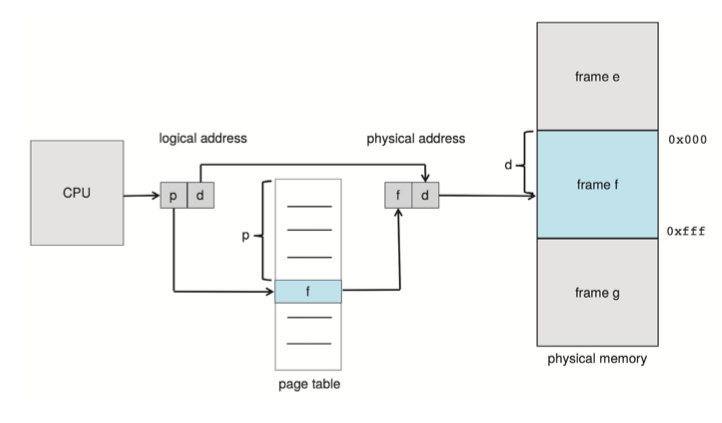 frame e
logical address
physical address
0x000
d
CPU
p d
f d
frame f
p
0xfff
f
frame g
physical memory
page table